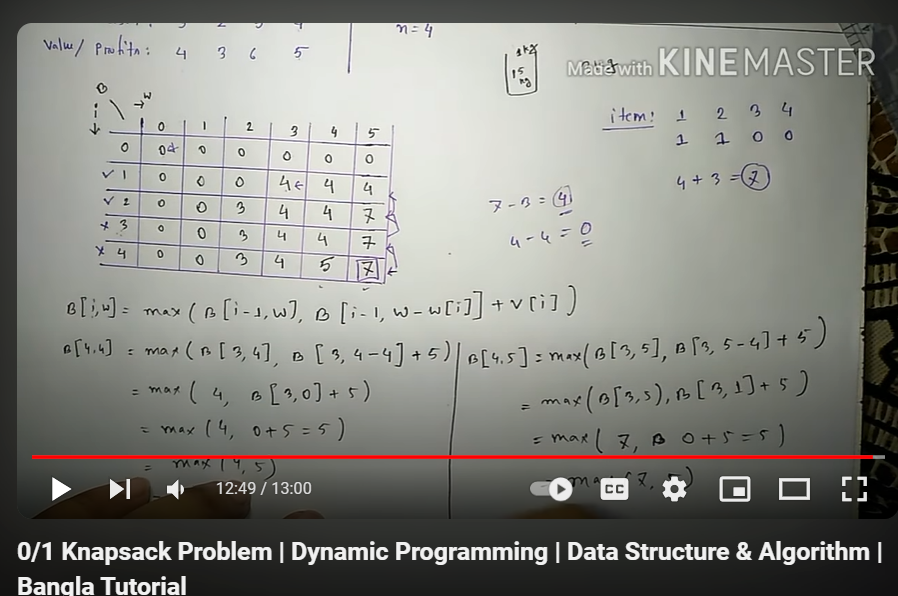 n=4
Value/ Profits: 4 3 6 5
15 kg
Made with KINEMASTER
item: 1 2 3 4
1 1 0 0
4 + 3 = 7
B W
0 1 2 3 4 5
0 0 0 0 0 0 0
✓ 1 0 0 0 4 4 4
✓ 2 0 0 3 4 4 7
x 3 0 0 3 4 4 7
x 4 0 0 3 4 5 7
7 - 3 = 4
4 - 4 = 0
B[i,w] = max(B[i-1,w], B[i-1, w-w[i]] + v[i])
B[4,4] = max(B[3,4], B[3,4-4]+5)
= max(4, B[3,0]+5)
= max(4, 0+5=5)
= max(4,5)
B[4,5] = max(B[3,5], B[3,5-4]+5)
= max(B[3,5), B[3,1]+5)
= max(7, B 0+5=5)
12:49 / 13:00
CC
0/1 Knapsack Problem | Dynamic Programming | Data Structure & Algorithm |
Bangla Tutorial